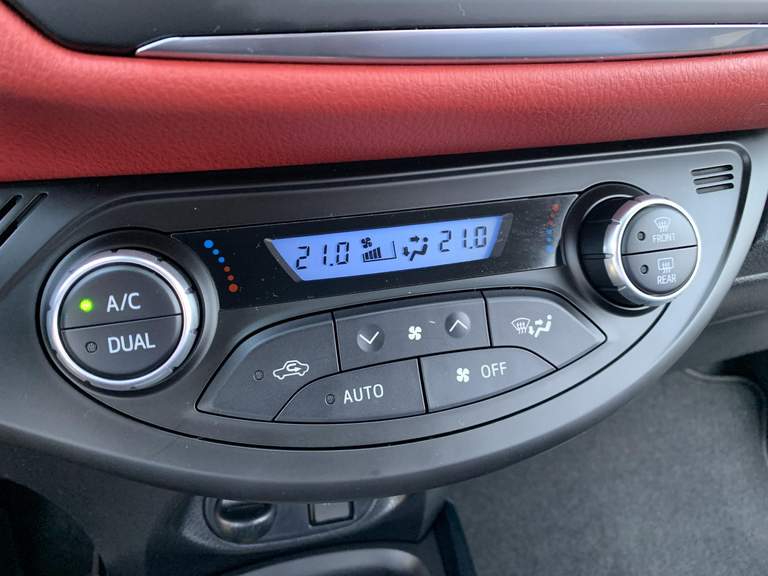 21.0 21.0
FRONT
REAR
A/C
DUAL
AUTO
OFF